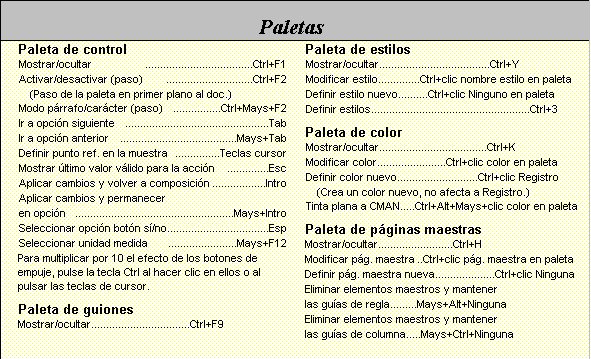 Paletas
Paleta de control
Mostrar/ocultar ..................................Ctrl+F1
Activar/desactivar (paso) ...........................Ctrl+F2
(Paso de la paleta en primer plano al doc.)
Modo párrafo/carácter (paso) ...............Ctrl+Mays+F2
Ir a opción siguiente .............................................Tab
Ir a opción anterior ....................................Mays+Tab
Definir punto ref. en la muestra ..............Teclas cursor
Mostrar último valor válido para la acción .............Esc
Aplicar cambios y volver a composición .................Intro
Aplicar cambios y permanecer
en opción .................................................Mays+Intro
Seleccionar opción botón sí/no................................Esp
Seleccionar unidad medida ......................Mays+F12
Para multiplicar por 10 el efecto de los botones de
empuje, pulse la tecla Ctrl al hacer clic en ellos o al
pulsar las teclas de cursor.
Paleta de guiones
Mostrar/ocultar.................................Ctrl+F9
Paleta de estilos
Mostrar/ocultar...................................Ctrl+Y
Modificar estilo.............Ctrl+clic nombre estilo en paleta
Definir estilo nuevo..........Ctrl+clic Ninguno en paleta
Definir estilos.....................................................Ctrl+3
Paleta de color
Mostrar/ocultar....................................Ctrl+K
Modificar color.......................Ctrl+clic color en paleta
Definir color nuevo...........................Ctrl+clic Registro
(Crea un color nuevo, no afecta a Registro.)
Tinta plana a CMAN.....Ctrl+Alt+Mays+clic color en paleta
Paleta de páginas maestras
Mostrar/ocultar.........................Ctrl+H
Modificar pág. maestra ..Ctrl+clic pág. maestra en paleta
Definir pág. maestra nueva....................Ctrl+clic Ninguna
Eliminar elementos maestros y mantener
las guías de regla.........Mays+Alt+Ninguna
Eliminar elementos maestros y mantener
las guías de columna.....Mays+Ctrl+Ninguna